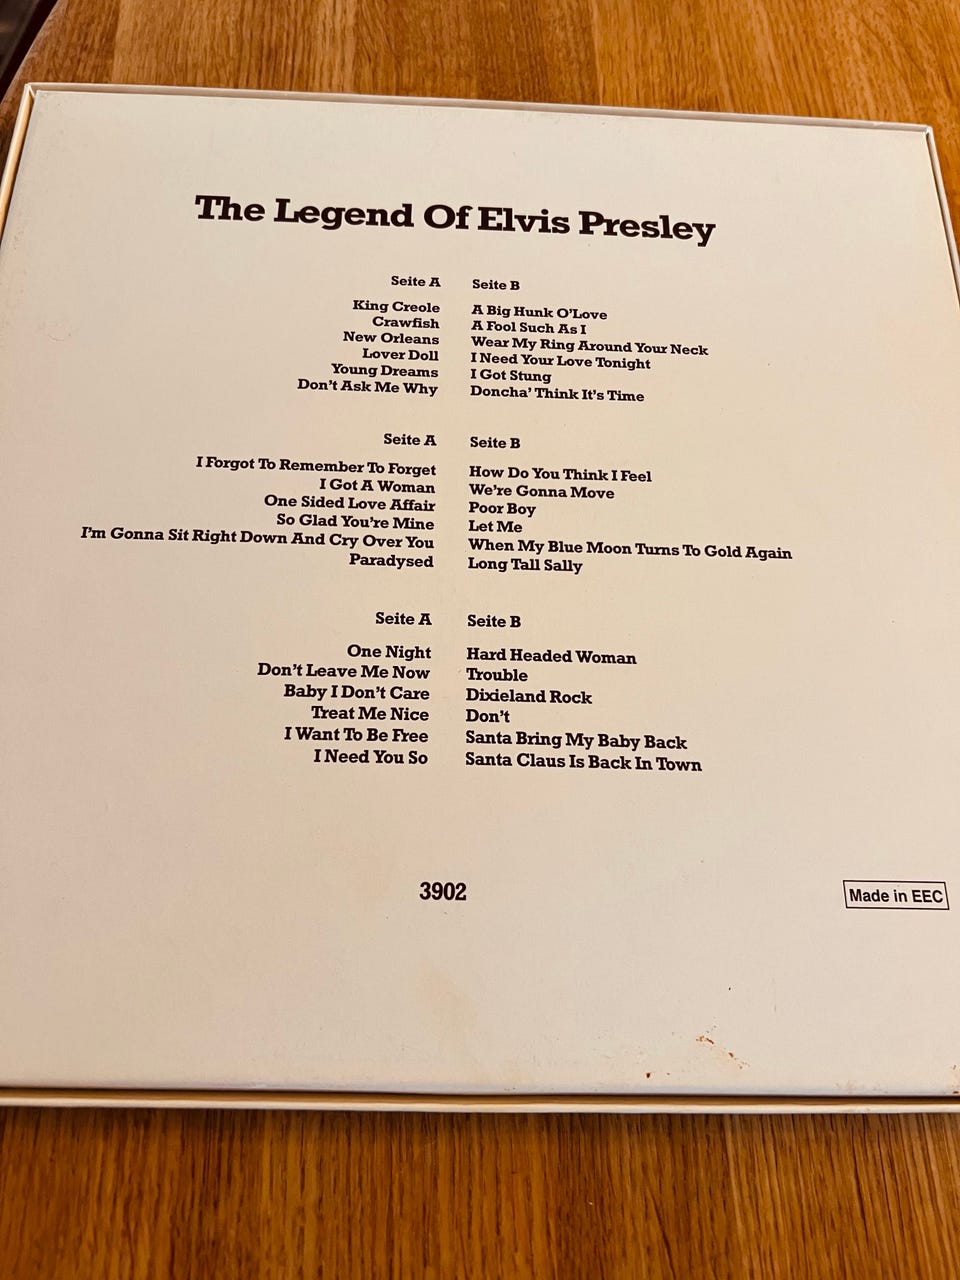 The Legend Of Elvis Presley
Seite A
King Creole
Crawfish
New Orleans
Lover Doll
Young Dreams
Don't Ask Me Why
Seite B
A Big Hunk O'Love
A Fool Such As I
Wear My Ring Around Your Neck
I Need Your Love Tonight
I Got Stung
Doncha' Think It's Time
Seite A
I Forgot To Remember To Forget
I Got A Woman
One Sided Love Affair
So Glad You're Mine
I'm Gonna Sit Right Down And Cry Over You
Paradysed
Seite B
How Do You Think I Feel
We're Gonna Move
Poor Boy
Let Me
When My Blue Moon Turns To Gold Again
Long Tall Sally
Seite A
One Night
Don't Leave Me Now
Baby I Don't Care
Treat Me Nice
I Want To Be Free
I Need You So
Seite B
Hard Headed Woman
Trouble
Dixieland Rock
Don't
Santa Bring My Baby Back
Santa Claus Is Back In Town
3902
Made in EEC